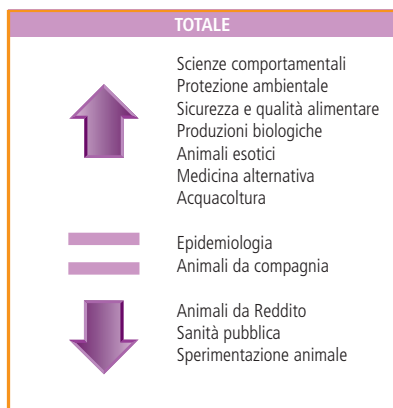 TOTALE
Scienze comportamentali
Protezione ambientale
Sicurezza e qualità alimentare
Produzioni biologiche
Animali esotici
Medicina alternativa
Acquacoltura
Epidemiologia
Animali da compagnia
Animali da Reddito
Sanità pubblica
Sperimentazione animale